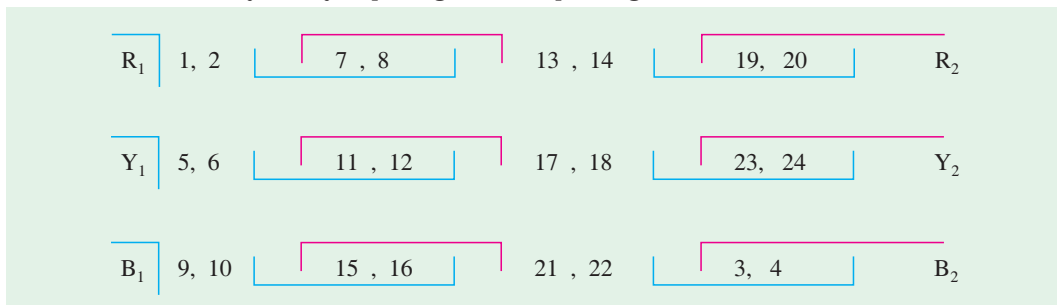 R₁ 1, 2 7 , 8 13 , 14 19, 20 R₂
Y₁ 5, 6 11 , 12 17 , 18 23, 24 Y₂
B₁ 9, 10 15 , 16 21 , 22 3, 4 B₂